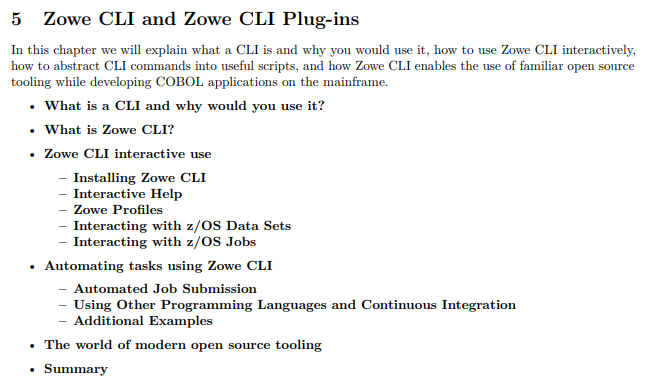 5 Zowe CLI and Zowe CLI Plug-ins
In this chapter we will explain what a CLI is and why you would use it, how to use Zowe CLI interactively,
how to abstract CLI commands into useful scripts, and how Zowe CLI enables the use of familiar open source
tooling while developing COBOL applications on the mainframe.
• What is a CLI and why would you use it?
• What is Zowe CLI?
• Zowe CLI interactive use
– Installing Zowe CLI
– Interactive Help
– Zowe Profiles
– Interacting with z/OS Data Sets
– Interacting with z/OS Jobs
• Automating tasks using Zowe CLI
– Automated Job Submission
– Using Other Programming Languages and Continuous Integration
– Additional Examples
• The world of modern open source tooling
• Summary